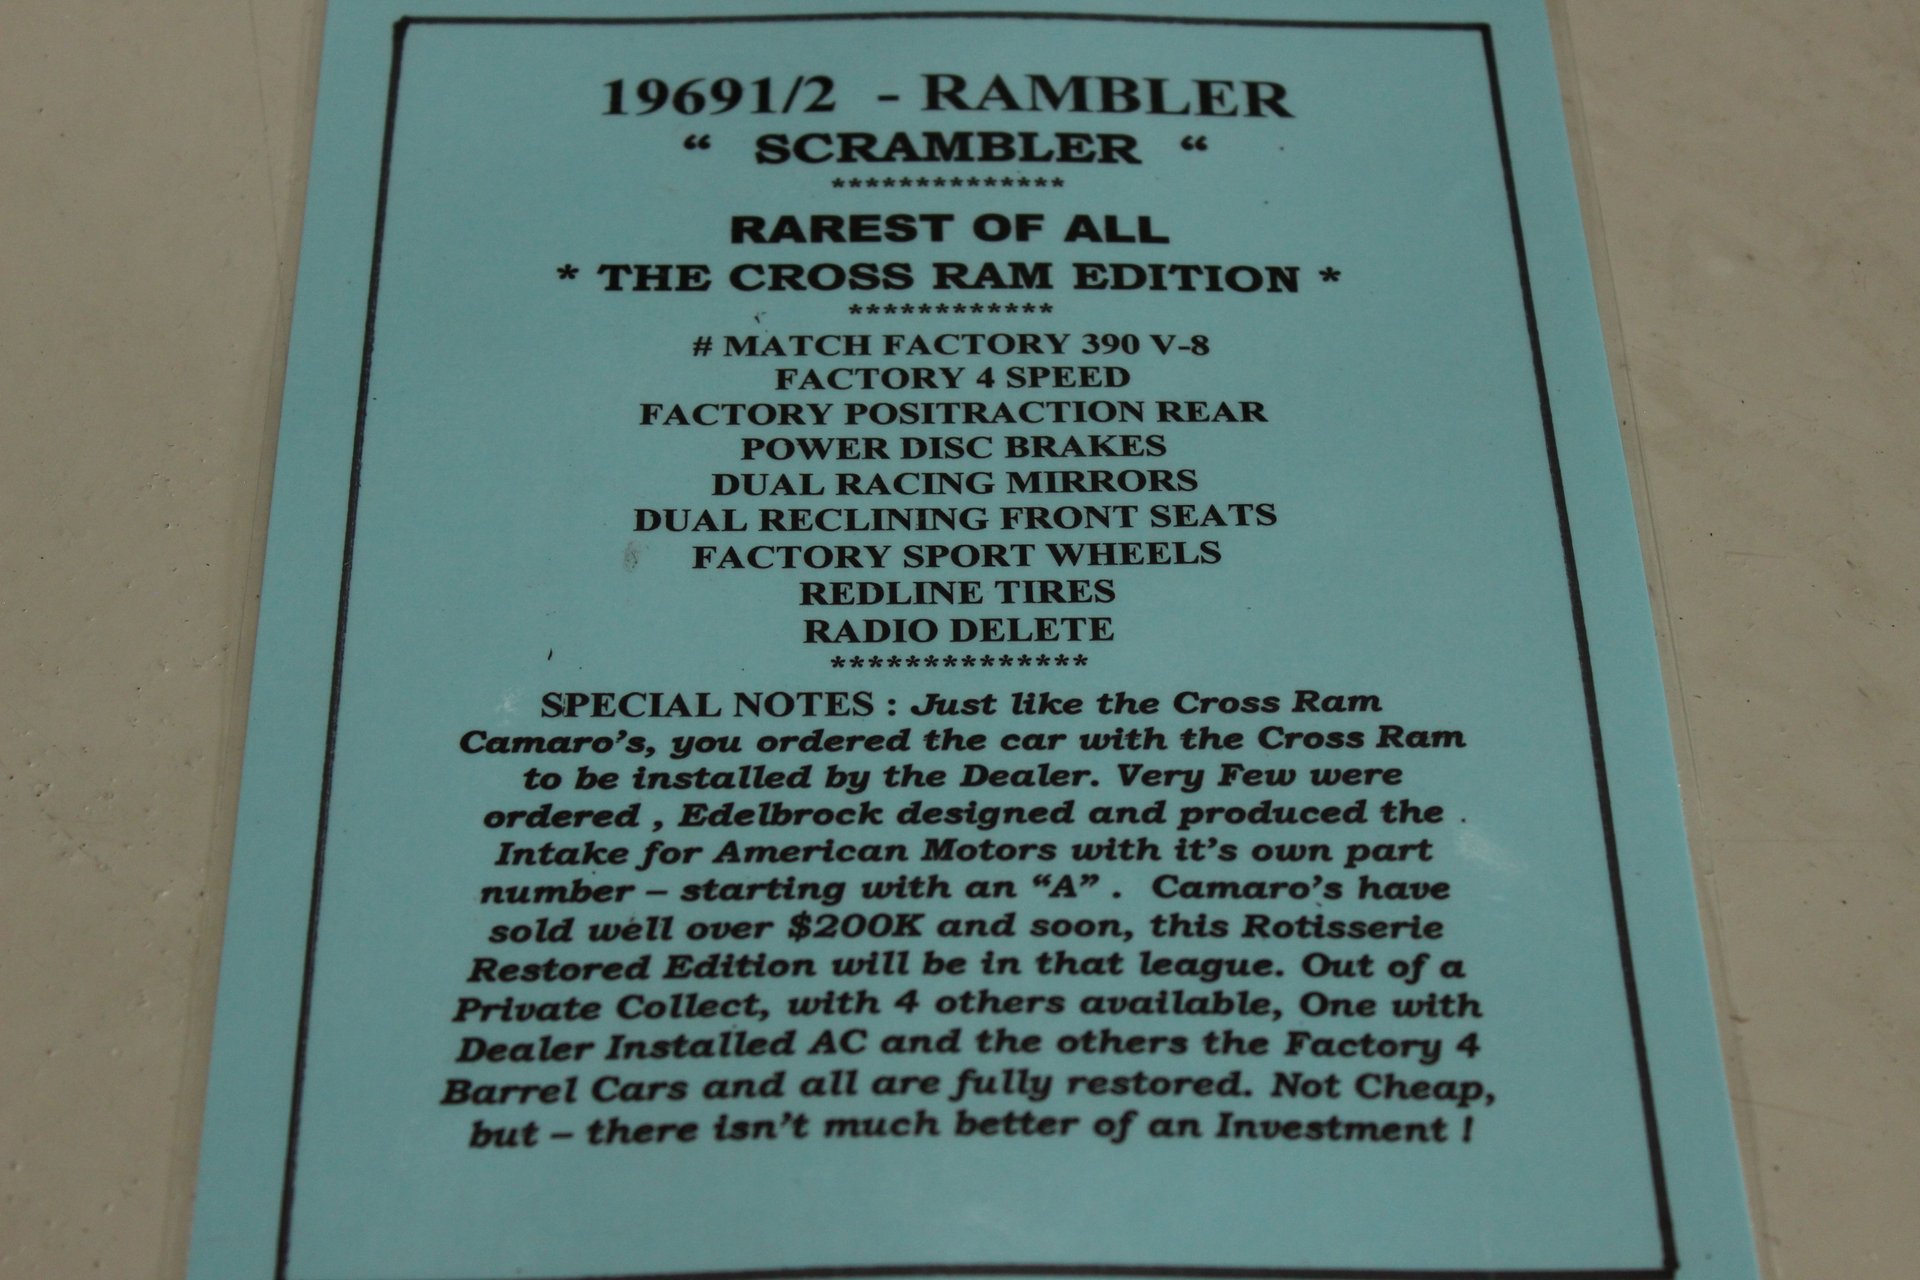 19691/2 - RAMBLER
“ SCRAMBLER “
**************
RAREST OF ALL
* THE CROSS RAM EDITION *
************
# MATCH FACTORY 390 V-8
FACTORY 4 SPEED
FACTORY POSITRACTION REAR
POWER DISC BRAKES
DUAL RACING MIRRORS
DUAL RECLINING FRONT SEATS
FACTORY SPORT WHEELS
REDLINE TIRES
RADIO DELETE
**************
SPECIAL NOTES : Just like the Cross Ram
Camaro’s, you ordered the car with the Cross Ram
to be installed by the Dealer. Very Few were
ordered , Edelbrock designed and produced the
Intake for American Motors with it’s own part
number – starting with an “A” . Camaro’s have
sold well over $200K and soon, this Rotisserie
Restored Edition will be in that league. Out of a
Private Collect, with 4 others available, One with
Dealer Installed AC and the others the Factory 4
Barrel Cars and all are fully restored. Not Cheap,
but – there isn’t much better of an Investment !